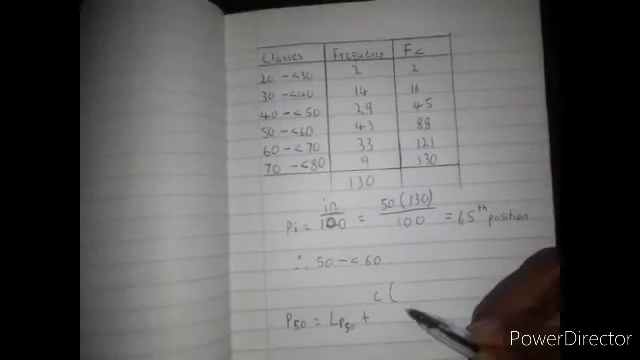 Classes frequency Fc
20 - <30 2 2
30 - <40 14 16
40 - <50 29 45
50 - <60 43 88
60 - <70 33 121
70 - <80 9 130
130
Pi = in/100 = 50(130)/100 = 65th position
∴ 50 - < 60
c (
P50 = LP50 +
PowerDirector